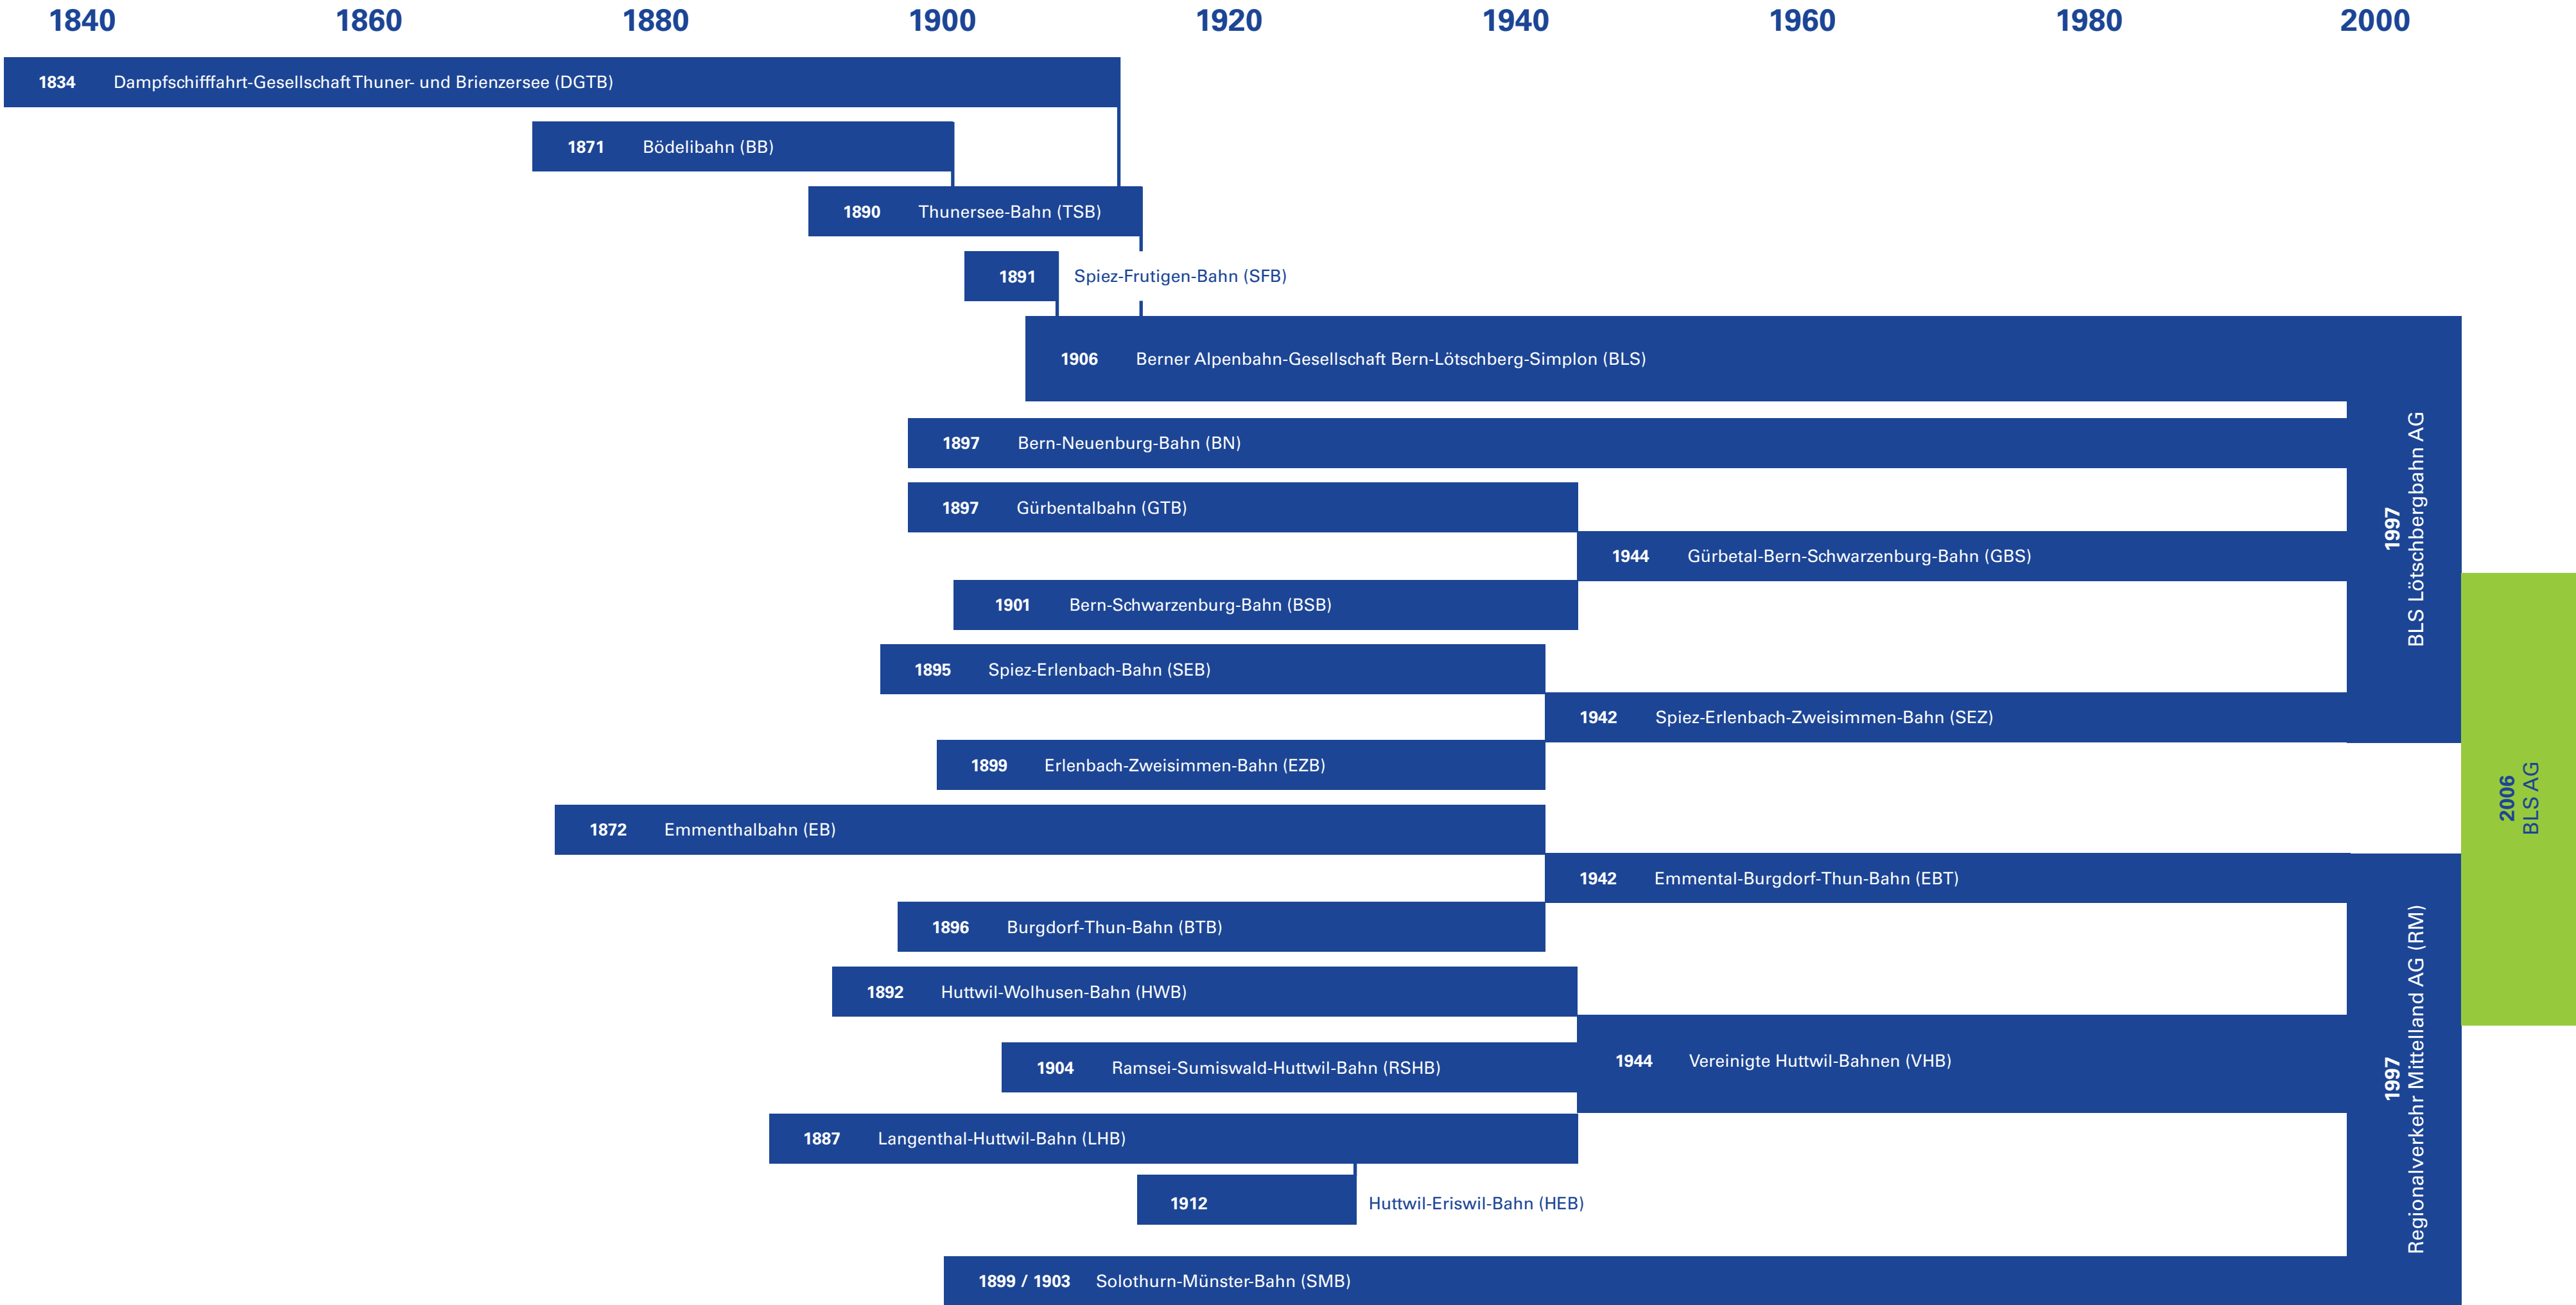 1840 1860 1880 1900 1920 1940 1960 1980 2000
1834 Dampfschifffahrt-Gesellschaft Thuner- und Brienzersee (DGTB)
1871 Bödelibahn (BB)
1890 Thunersee-Bahn (TSB)
1891 Spiez-Frutigen-Bahn (SFB)
1906 Berner Alpenbahn-Gesellschaft Bern-Lötschberg-Simplon (BLS)
1897 Bern-Neuenburg-Bahn (BN)
1897 Gürbentalbahn (GTB)
1944 Gürbetal-Bern-Schwarzenburg-Bahn (GBS)
1901 Bern-Schwarzenburg-Bahn (BSB)
1895 Spiez-Erlenbach-Bahn (SEB)
1942 Spiez-Erlenbach-Zweisimmen-Bahn (SEZ)
1899 Erlenbach-Zweisimmen-Bahn (EZB)
1872 Emmenthalbahn (EB)
1942 Emmental-Burgdorf-Thun-Bahn (EBT)
1896 Burgdorf-Thun-Bahn (BTB)
1892 Huttwil-Wolhusen-Bahn (HWB)
1904 Ramsei-Sumiswald-Huttwil-Bahn (RSHB)
1944 Vereinigte Huttwil-Bahnen (VHB)
1887 Langenthal-Huttwil-Bahn (LHB)
1912 Huttwil-Eriswil-Bahn (HEB)
1899 / 1903 Solothurn-Münster-Bahn (SMB)
1997
BLS Lötschbergbahn AG
1997
Regionalverkehr Mittelland AG (RM)
2006
BLS AG